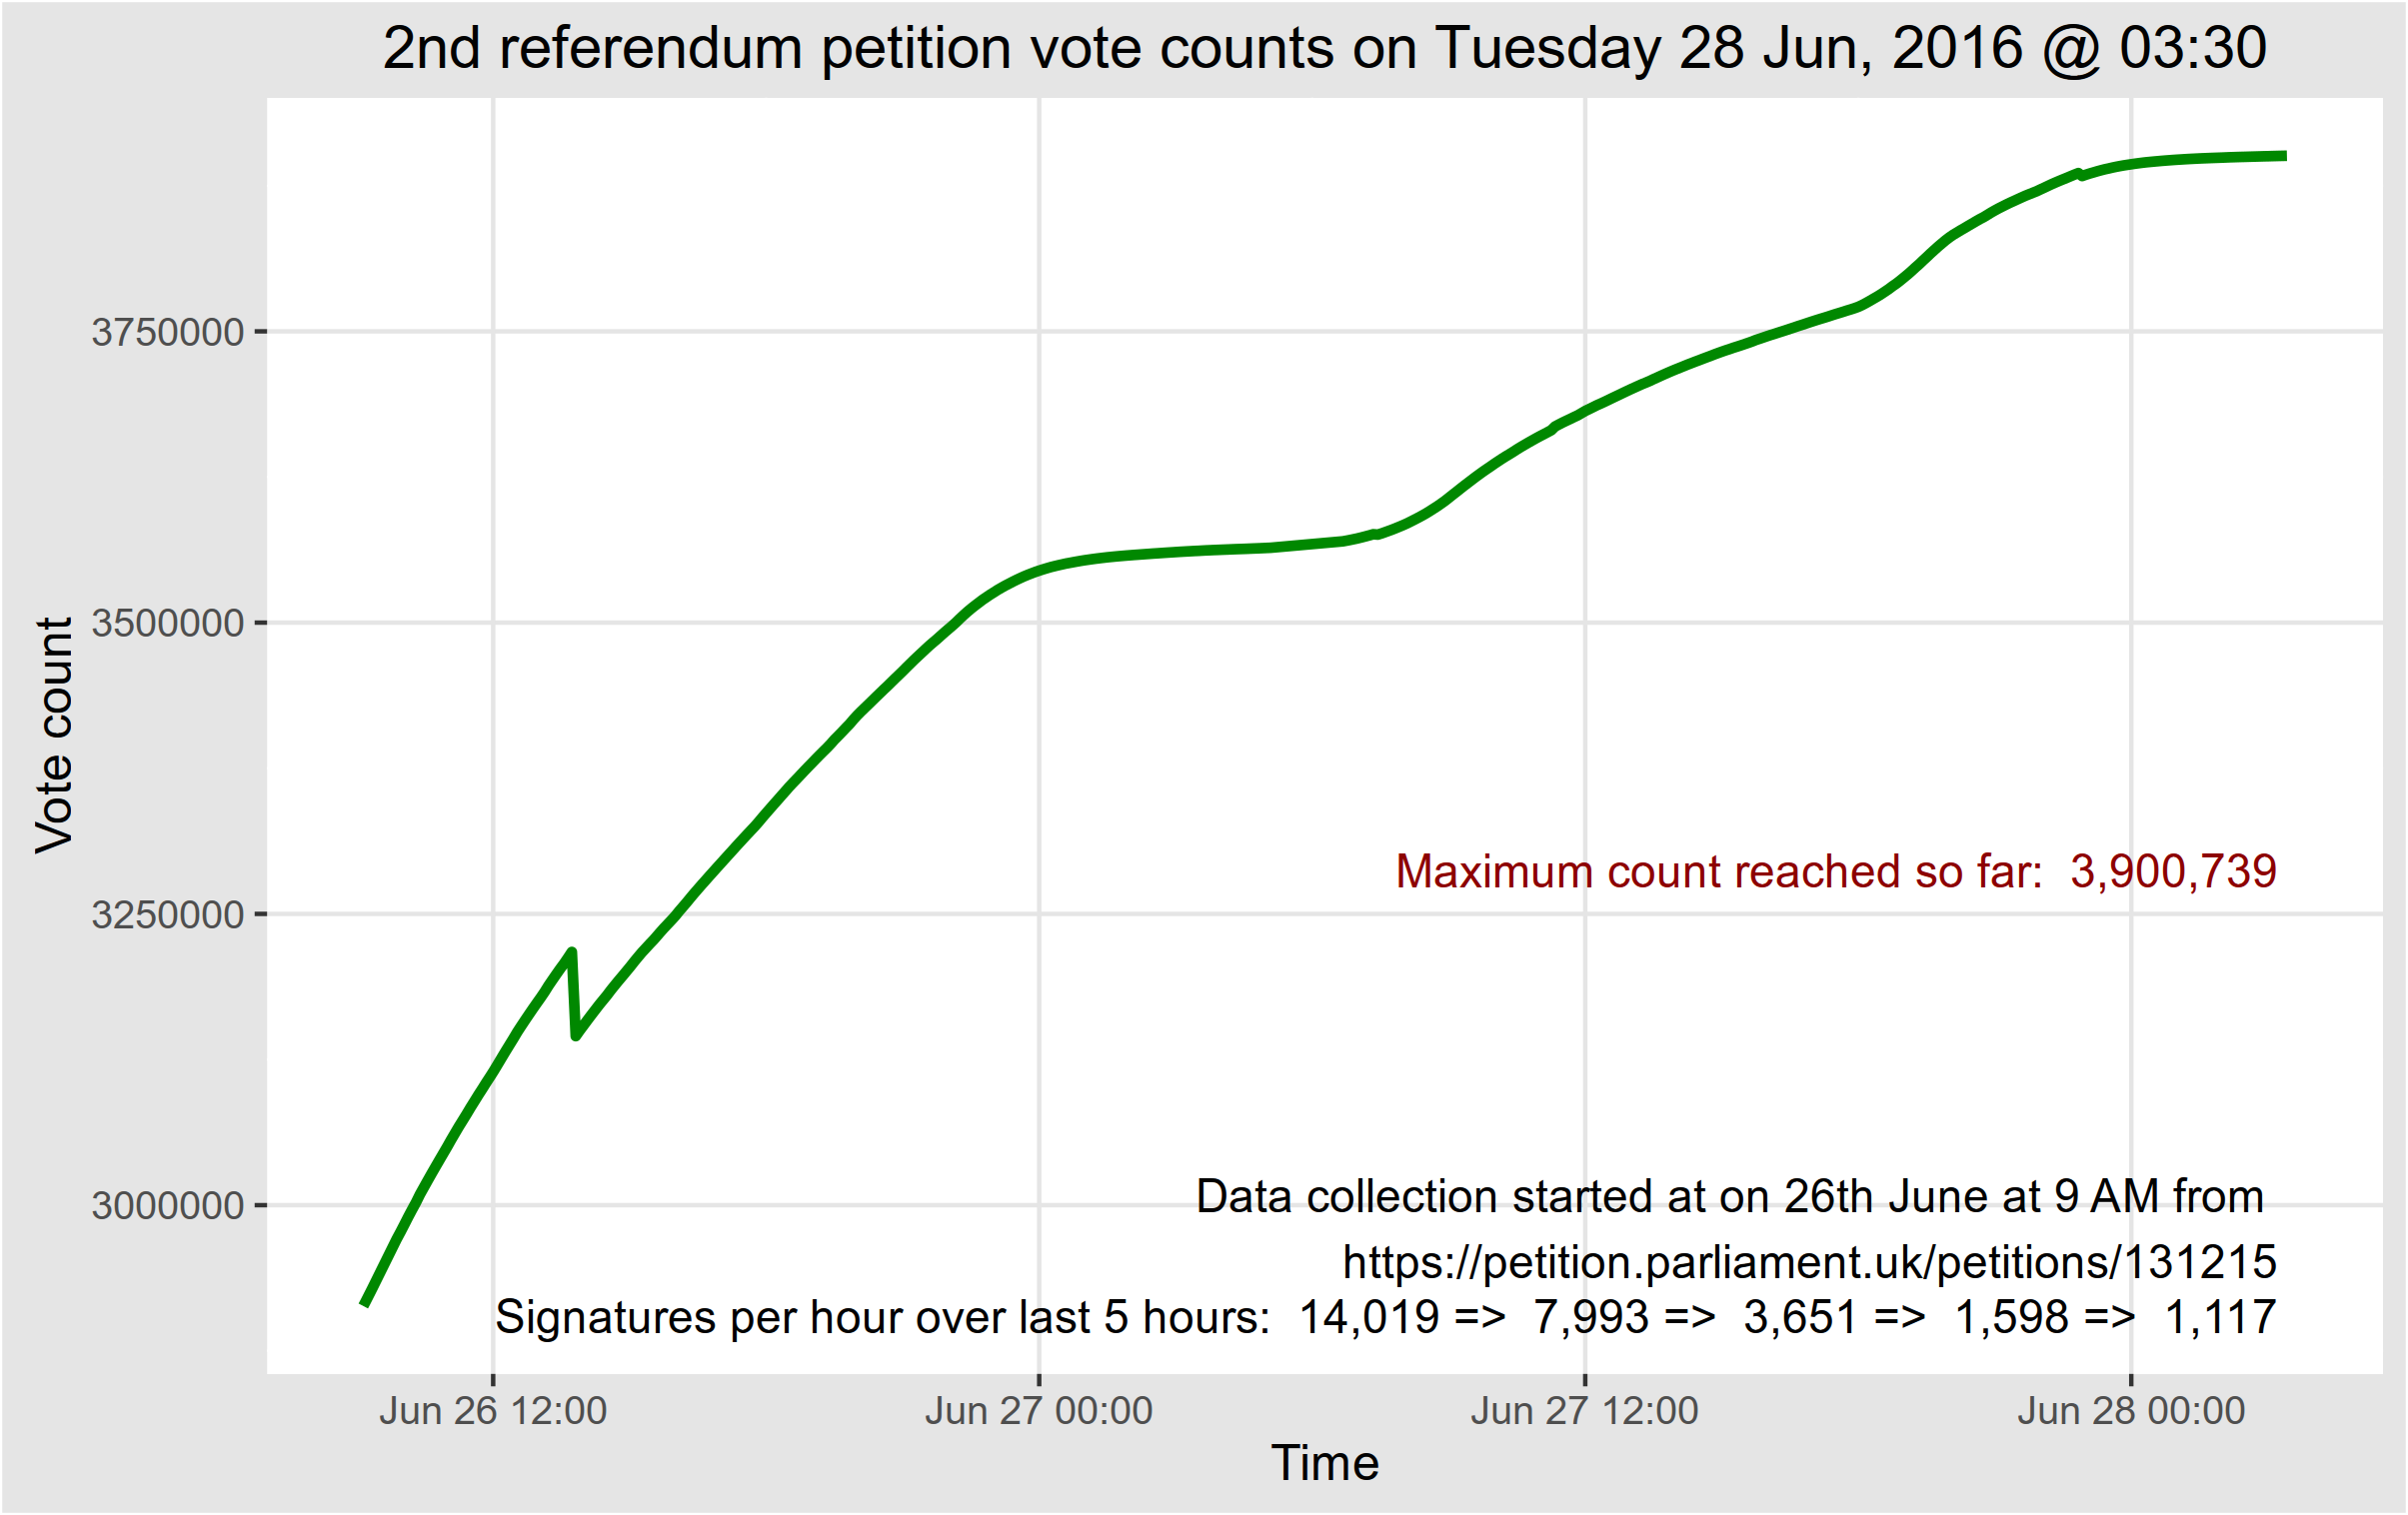 2nd referendum petition vote counts on Tuesday 28 Jun, 2016 @ 03:30
Vote count
3750000
3500000
3250000
3000000
Maximum count reached so far: 3,900,739
Data collection started at on 26th June at 9 AM from
https://petition.parliament.uk/petitions/131215
Signatures per hour over last 5 hours: 14,019 => 7,993 => 3,651 => 1,598 => 1,117
Jun 26 12:00
Jun 27 00:00
Jun 27 12:00
Jun 28 00:00
Time